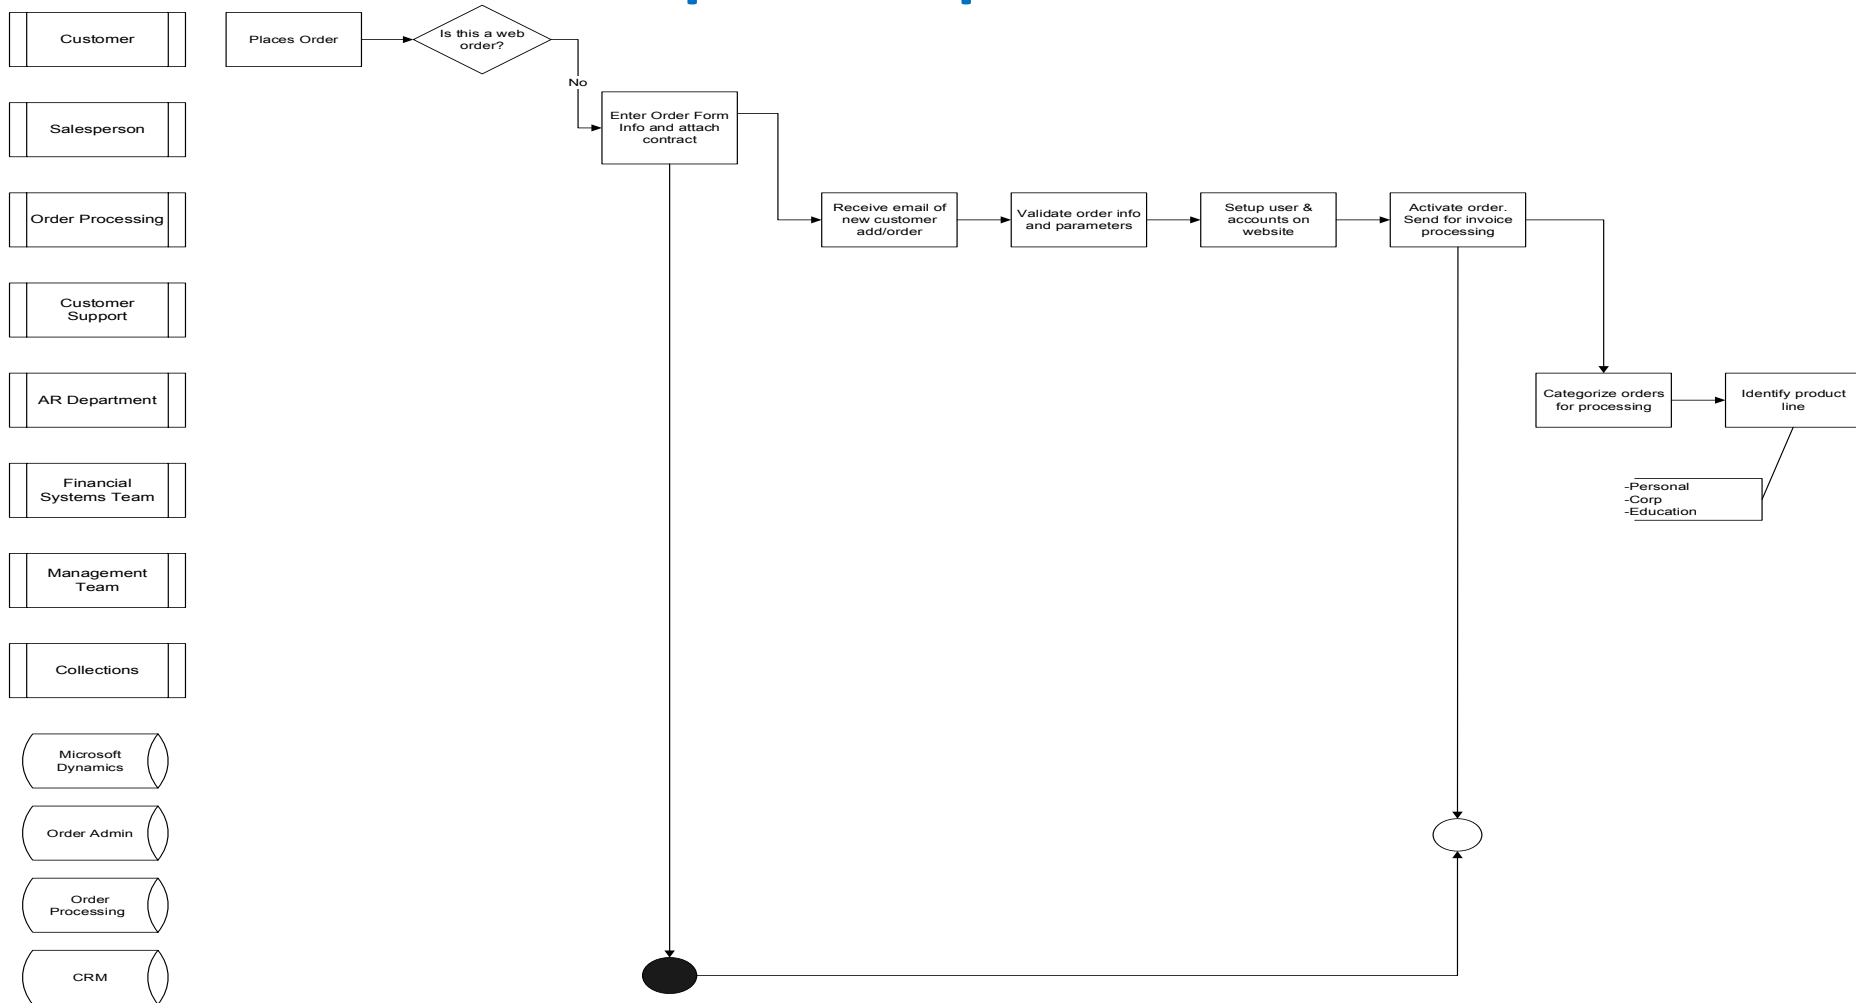 Customer
Places Order
Is this a web
order?
No
Salesperson
Enter Order Form
Info and attach
contract
Order Processing
Receive email of
new customer
add/order
Validate order info
and parameters
Setup user &
accounts on
website
Activate order.
Send for invoice
processing
Customer
Support
AR Department
Categorize orders
for processing
Identify product
line
Financial
Systems Team
-Personal
-Corp
-Education
Management
Team
Collections
Microsoft
Dynamics
Order Admin
Order
Processing
CRM